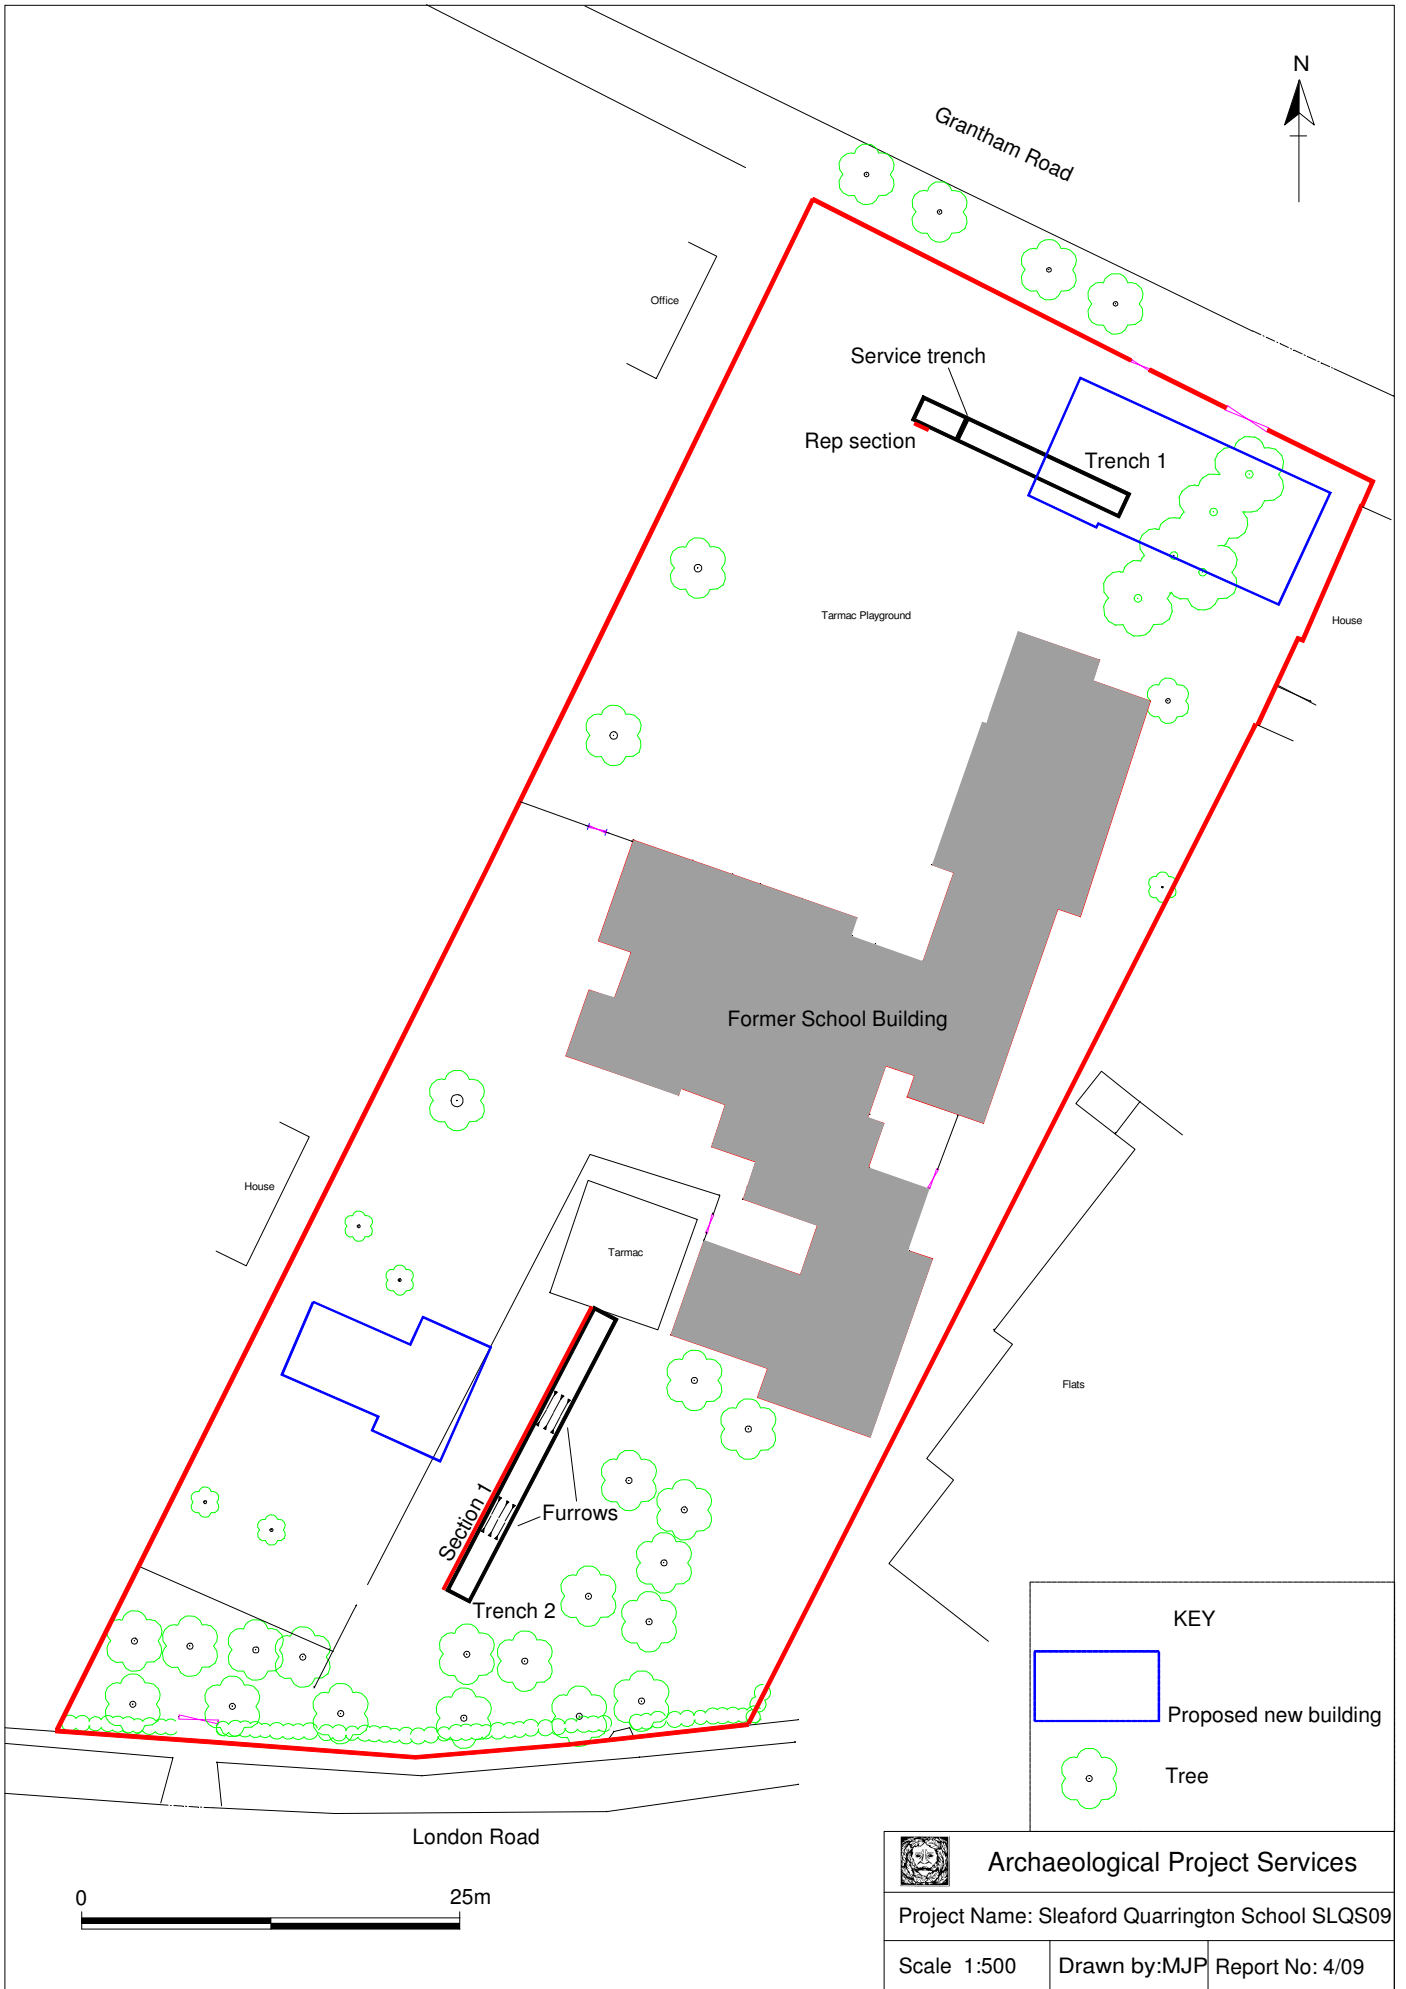 N
Grantham Road
Office
Service trench
Rep section
Trench 1
Tarmac Playground
House
Former School Building
House
Tarmac
Flats
Section 1
Furrows
Trench 2
KEY
Proposed new building
Tree
London Road
0 25m
Archaeological Project Services
Project Name: Sleaford Quarrington School SLQS09
Scale 1:500 Drawn by:MJP Report No: 4/09